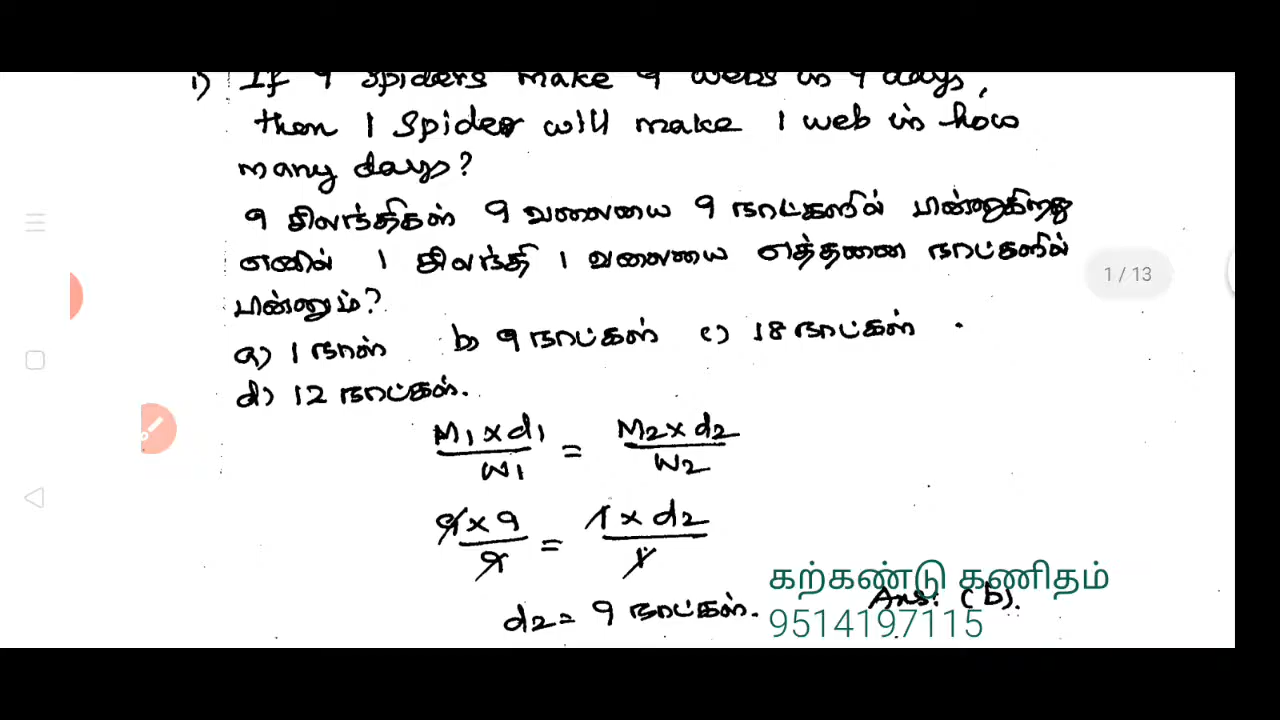 1) If 9 Spiders make 9 webs in 9 days,
then 1 Spider will make 1 web in how
many days?
9 சிலந்திகள் 9 வலையை 9 நாட்களில் பின்னுகிறது
எனில் 1 சிலந்தி 1 வலையை எத்தனை நாட்களில்
பின்னும்?
a) 1 நாள் b) 9 நாட்கள் c) 18 நாட்கள்
d) 12 நாட்கள்.
M1 x d1 / W1 = M2 x d2 / W2
9 x 9 / 9 = 1 x d2 / 1
d2 = 9 நாட்கள். Ans: (b).
1 / 13
கற்கண்டு கணிதம்
9514197115